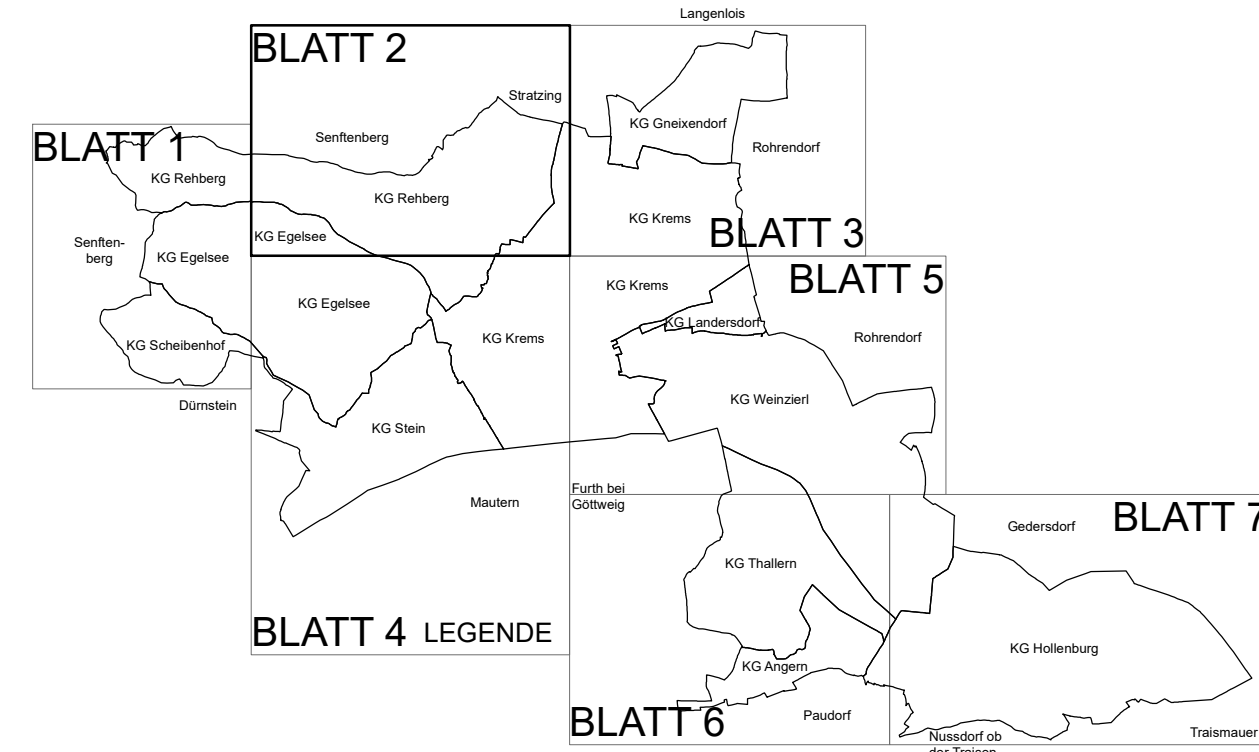 Langenlois
BLATT 2
Stratzing
Senftenberg
KG Gneixendorf
Rohrendorf
BLATT 1
KG Rehberg
KG Rehberg
KG Krems
BLATT 3
KG Egelsee
Senften-
berg
KG Egelsee
KG Krems
BLATT 5
KG Egelsee
KG Landersdorf
KG Krems
Rohrendorf
KG Scheibenhof
Dürnstein
KG Weinzierl
KG Stein
Mautern
Furth bei
Göttweig
Gedersdorf
BLATT 7
KG Thallern
BLATT 4 LEGENDE
KG Hollenburg
KG Angern
BLATT 6
Paudorf
Nussdorf ob
der Traisen
Traismauer